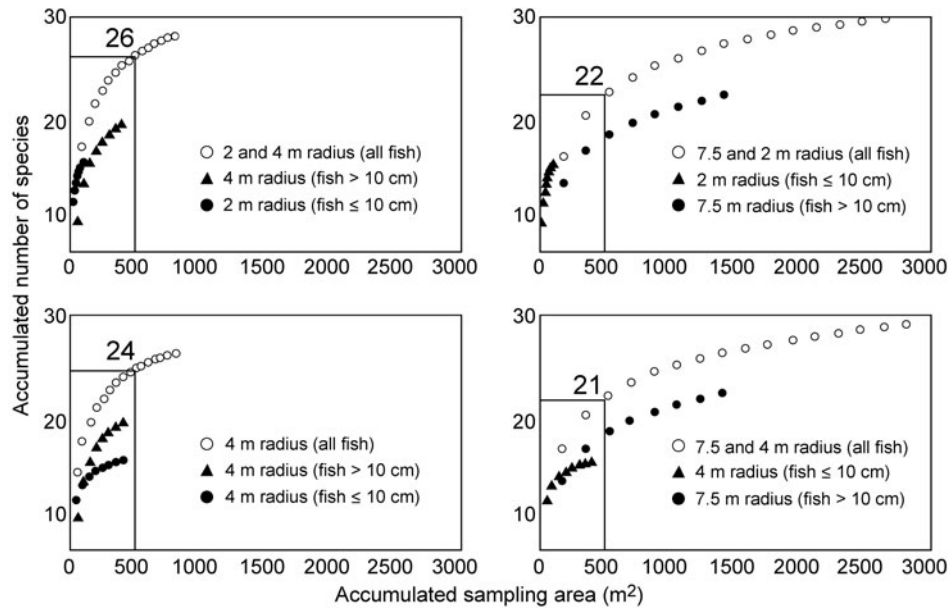 Accumulated number of species
30
26
20
10
○ 2 and 4 m radius (all fish)
▲ 4 m radius (fish > 10 cm)
● 2 m radius (fish ≤ 10 cm)
0 500 1000 1500 2000 2500 3000
30
22
20
10
○ 7.5 and 2 m radius (all fish)
▲ 2 m radius (fish ≤ 10 cm)
● 7.5 m radius (fish > 10 cm)
0 500 1000 1500 2000 2500 3000
30
24
20
10
○ 4 m radius (all fish)
▲ 4 m radius (fish > 10 cm)
● 4 m radius (fish ≤ 10 cm)
0 500 1000 1500 2000 2500 3000
30
21
20
10
○ 7.5 and 4 m radius (all fish)
▲ 4 m radius (fish ≤ 10 cm)
● 7.5 m radius (fish > 10 cm)
0 500 1000 1500 2000 2500 3000
Accumulated sampling area (m²)